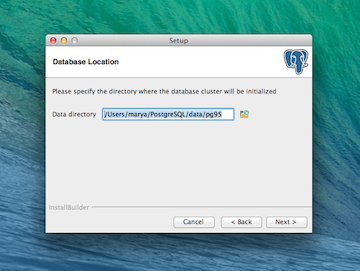 Setup
Database Location
Please specify the directory where the database cluster will be initialized
Data directory /Users/marya/PostgreSQL/data/pg95
InstallBuilder
Cancel < Back Next >